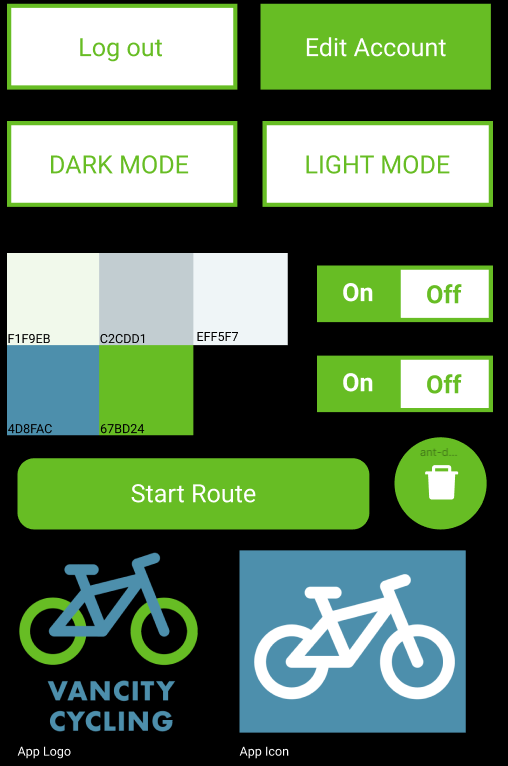 Log out
Edit Account
DARK MODE
LIGHT MODE
F1F9EB
C2CDD1
EFF5F7
On
Off
4D8FAC
67BD24
On
Off
ant-d...
Start Route
VANCITY
CYCLING
App Logo
App Icon